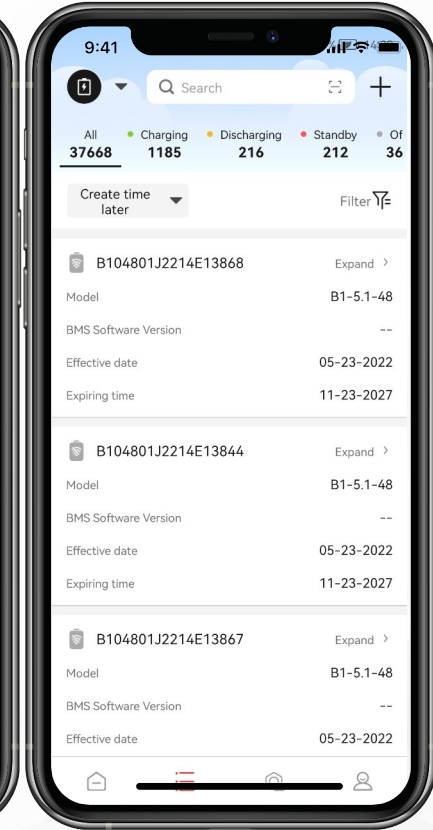 9:41
Search
All
Charging
Discharging
Standby
Of
37668
1185
216
212
36
Create time
later
Filter
B104801J2214E13868
Expand
Model
B1-5.1-48
BMS Software Version
--
Effective date
05-23-2022
Expiring time
11-23-2027
B104801J2214E13844
Expand
Model
B1-5.1-48
BMS Software Version
--
Effective date
05-23-2022
Expiring time
11-23-2027
B104801J2214E13867
Expand
Model
B1-5.1-48
BMS Software Version
--
Effective date
05-23-2022